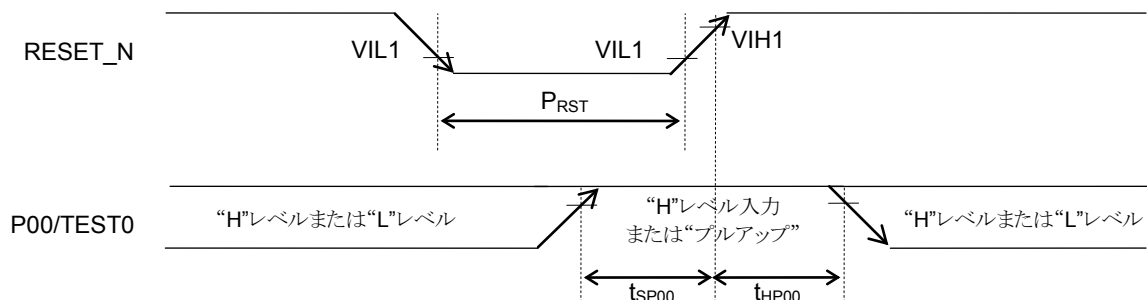 RESET_N
VIL1
VIL1
VIH1
PRST
P00/TEST0
“H”レベルまたは“L”レベル
“H”レベル入力
または“プルアップ”
“H”レベルまたは“L”レベル
tSP00
tHP00